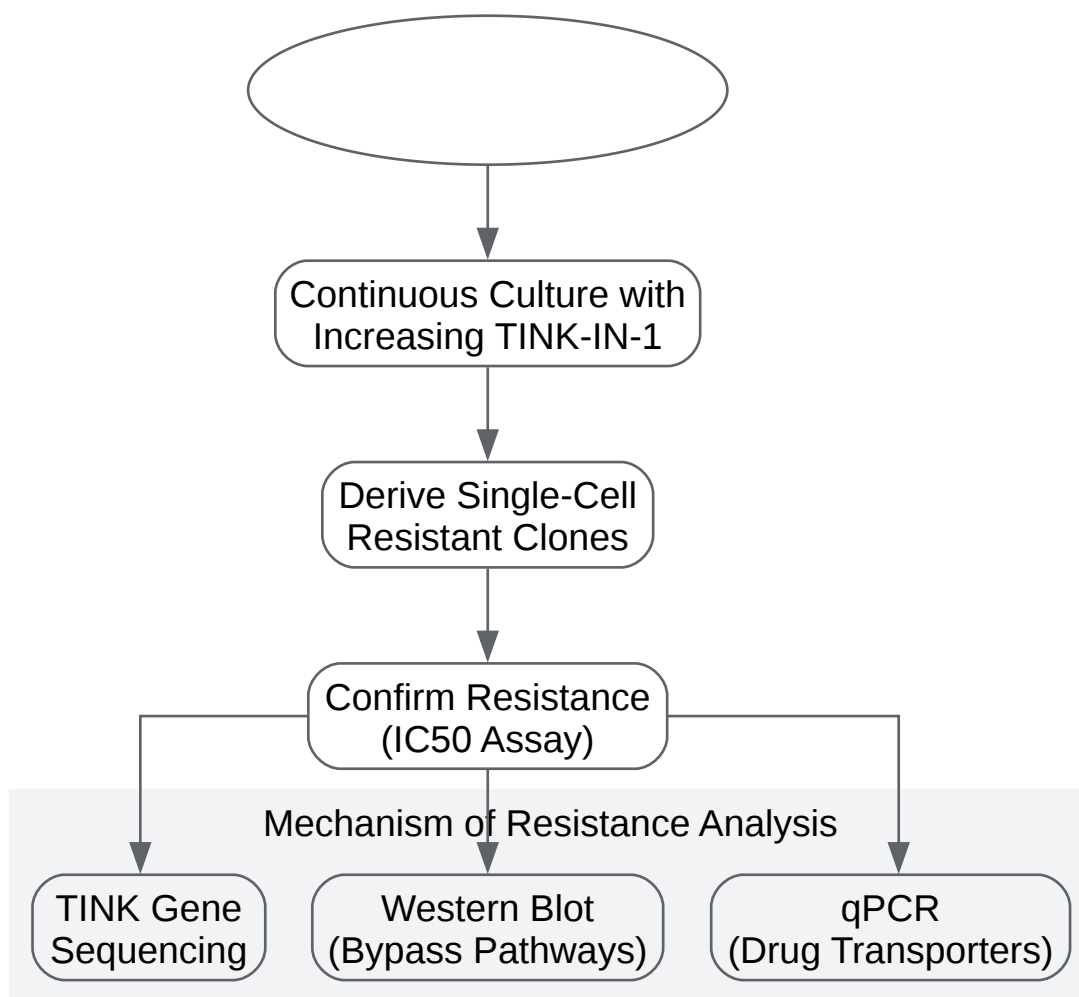 Continuous Culture with
Increasing TINK-IN-1
Derive Single-Cell
Resistant Clones
Confirm Resistance
(IC50 Assay)
Mechanism of Resistance Analysis
TINK Gene
Sequencing
Western Blot
(Bypass Pathways)
qPCR
(Drug Transporters)